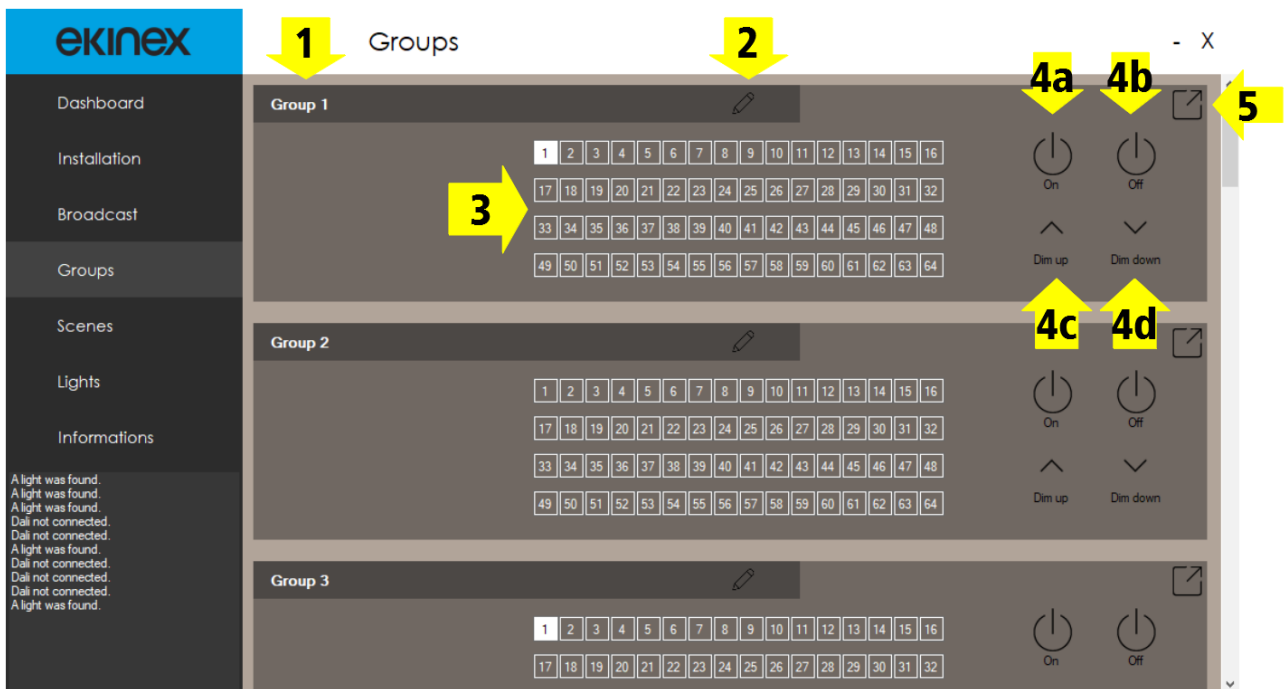 ekinex
1 Groups 2 - X
4a 4b
Dashboard
Group 1
5
Installation
1 2 3 4 5 6 7 8 9 10 11 12 13 14 15 16
On Off
17 18 19 20 21 22 23 24 25 26 27 28 29 30 31 32
3
Broadcast
33 34 35 36 37 38 39 40 41 42 43 44 45 46 47 48
Dim up Dim down
49 50 51 52 53 54 55 56 57 58 59 60 61 62 63 64
Groups
4c 4d
Scenes
Group 2
Lights
1 2 3 4 5 6 7 8 9 10 11 12 13 14 15 16
On Off
17 18 19 20 21 22 23 24 25 26 27 28 29 30 31 32
Informations
33 34 35 36 37 38 39 40 41 42 43 44 45 46 47 48
Dim up Dim down
49 50 51 52 53 54 55 56 57 58 59 60 61 62 63 64
A light was found.
A light was found.
A light was found.
Dali not connected.
Dali not connected.
A light was found.
Dali not connected.
Dali not connected.
Dali not connected.
A light was found.
Group 3
1 2 3 4 5 6 7 8 9 10 11 12 13 14 15 16
On Off
17 18 19 20 21 22 23 24 25 26 27 28 29 30 31 32